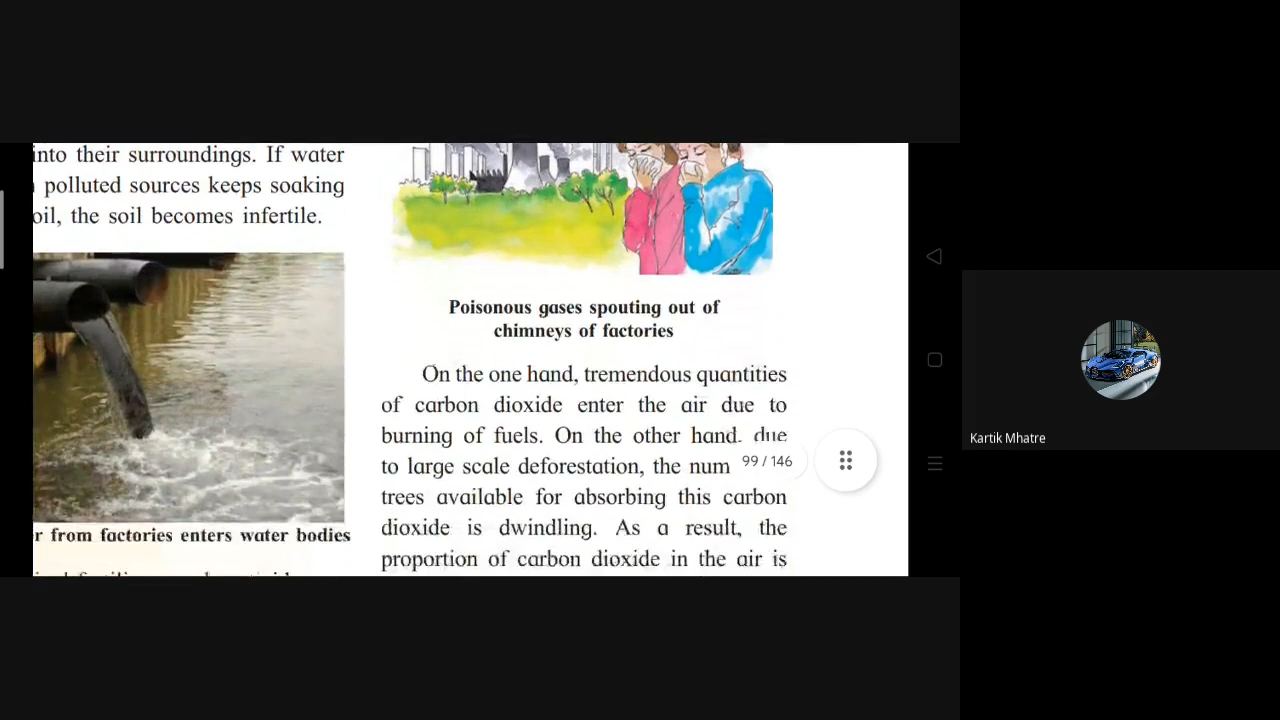 into their surroundings. If water
polluted sources keeps soaking
oil, the soil becomes infertile.
r from factories enters water bodies
Poisonous gases spouting out of
chimneys of factories
On the one hand, tremendous quantities
of carbon dioxide enter the air due to
burning of fuels. On the other hand, due
to large scale deforestation, the num
trees available for absorbing this carbon
dioxide is dwindling. As a result, the
proportion of carbon dioxide in the air is
99 / 146
Kartik Mhatre